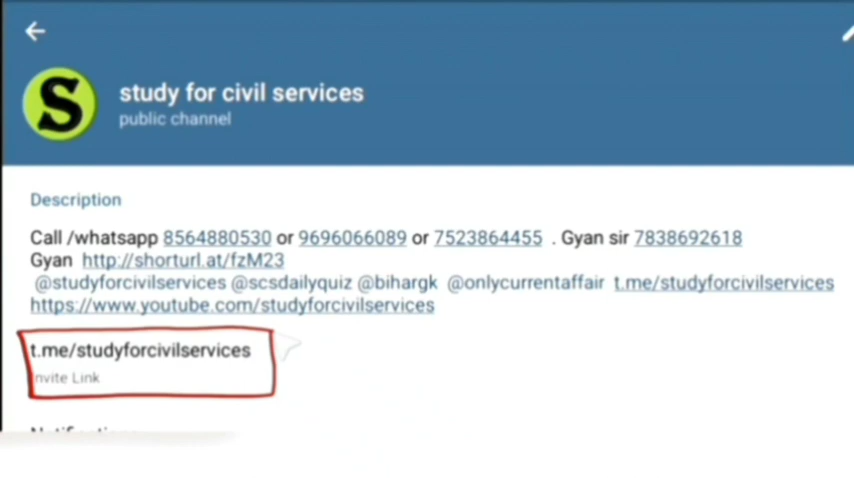 S
study for civil services
public channel
Description
Call /whatsapp 8564880530 or 9696066089 or 7523864455 . Gyan sir 7838692618
Gyan http://shorturl.at/fzM23
@studyforcivilservices @scsdailyquiz @bihargk @onlycurrentaffair t.me/studyforcivilservices
https://www.youtube.com/studyforcivilservices
t.me/studyforcivilservices
Invite Link